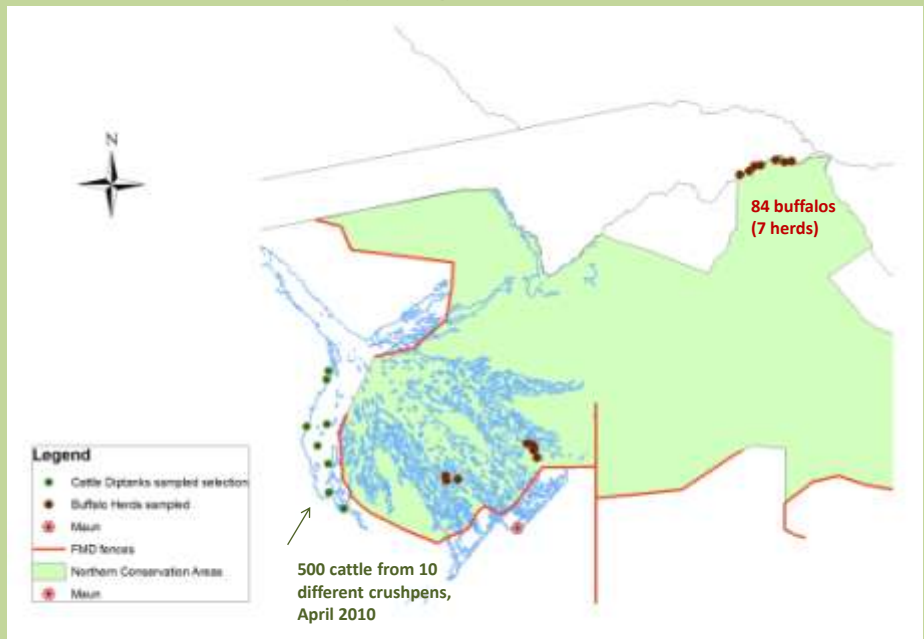 N
84 buffalos
(7 herds)
Legend
Cattle Diptanks sampled selection
Buffalo Herds sampled
Maun
FMD fences
Northern Conservation Areas
Maun
500 cattle from 10
different crushpens,
April 2010